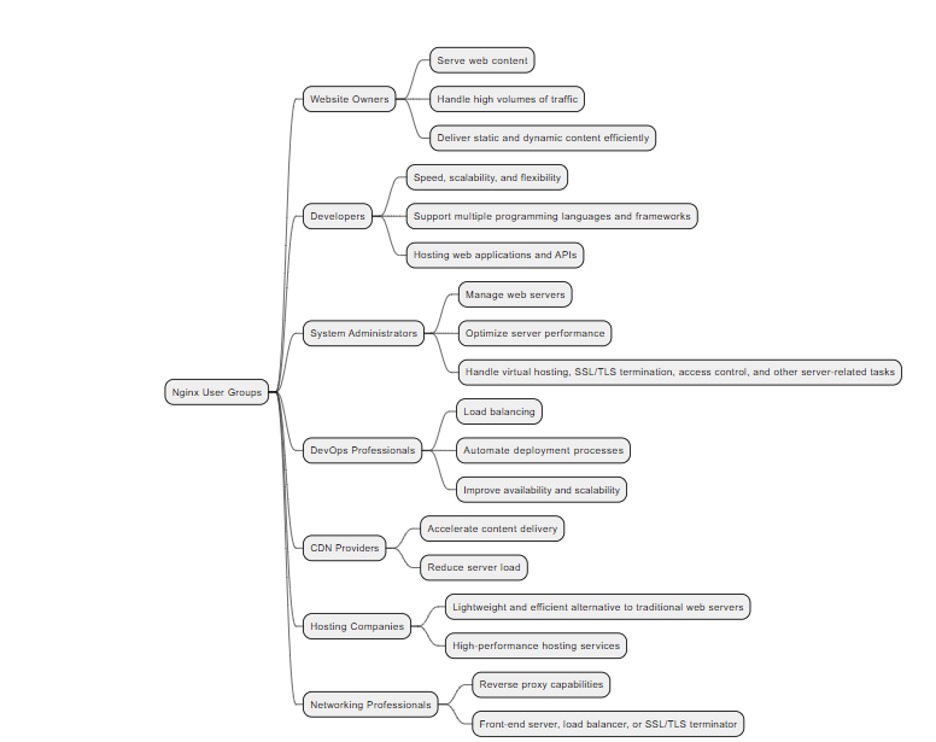 Nginx User Groups
Website Owners
Serve web content
Handle high volumes of traffic
Deliver static and dynamic content efficiently
Developers
Speed, scalability, and flexibility
Support multiple programming languages and frameworks
Hosting web applications and APIs
System Administrators
Manage web servers
Optimize server performance
Handle virtual hosting, SSL/TLS termination, access control, and other server-related tasks
DevOps Professionals
Load balancing
Automate deployment processes
Improve availability and scalability
CDN Providers
Accelerate content delivery
Reduce server load
Hosting Companies
Lightweight and efficient alternative to traditional web servers
High-performance hosting services
Networking Professionals
Reverse proxy capabilities
Front-end server, load balancer, or SSL/TLS terminator